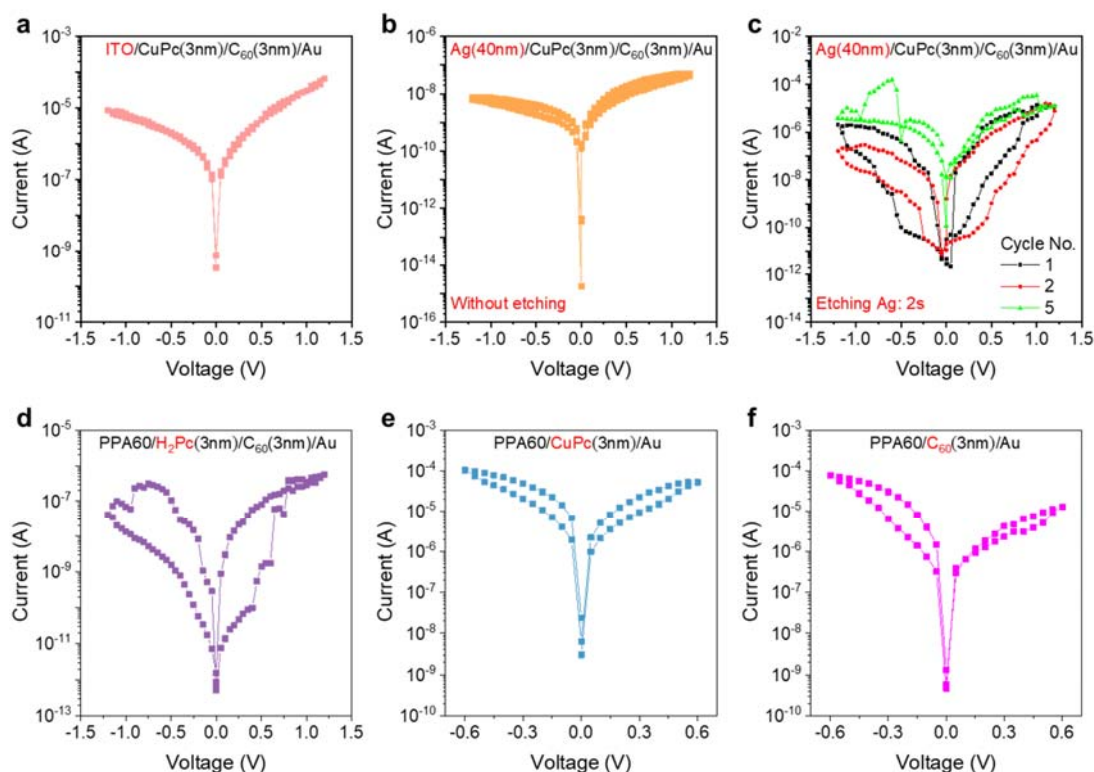 a
ITO/CuPc(3nm)/C₆₀(3nm)/Au
Current (A)
10⁻³
10⁻⁵
10⁻⁷
10⁻⁹
10⁻¹¹
-1.5 -1.0 -0.5 0.0 0.5 1.0 1.5
Voltage (V)
b
Ag(40nm)/CuPc(3nm)/C₆₀(3nm)/Au
Current (A)
10⁻⁶
10⁻⁸
10⁻¹⁰
10⁻¹²
10⁻¹⁴
10⁻¹⁶
Without etching
-1.5 -1.0 -0.5 0.0 0.5 1.0 1.5
Voltage (V)
c
Ag(40nm)/CuPc(3nm)/C₆₀(3nm)/Au
Current (A)
10⁻²
10⁻⁴
10⁻⁶
10⁻⁸
10⁻¹⁰
10⁻¹²
10⁻¹⁴
Cycle No.
1
2
5
Etching Ag: 2s
-1.5 -1.0 -0.5 0.0 0.5 1.0 1.5
Voltage (V)
d
PPA60/H₂Pc(3nm)/C₆₀(3nm)/Au
Current (A)
10⁻⁵
10⁻⁷
10⁻⁹
10⁻¹¹
10⁻¹³
-1.5 -1.0 -0.5 0.0 0.5 1.0 1.5
Voltage (V)
e
PPA60/CuPc(3nm)/Au
Current (A)
10⁻³
10⁻⁴
10⁻⁵
10⁻⁶
10⁻⁷
10⁻⁸
10⁻⁹
10⁻¹⁰
-0.6 -0.3 0.0 0.3 0.6
Voltage (V)
f
PPA60/C₆₀(3nm)/Au
Current (A)
10⁻³
10⁻⁴
10⁻⁵
10⁻⁶
10⁻⁷
10⁻⁸
10⁻⁹
10⁻¹⁰
-0.6 -0.3 0.0 0.3 0.6
Voltage (V)